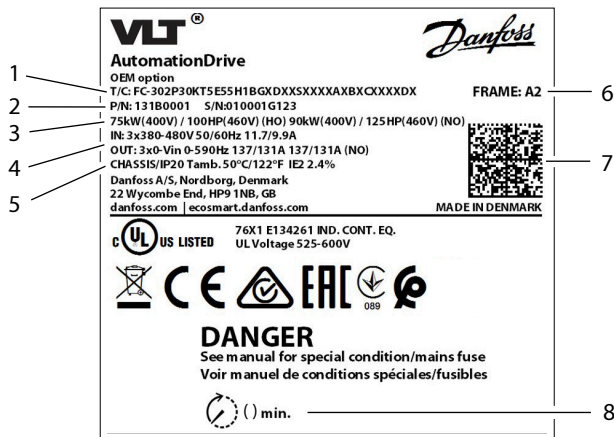 VLT ®
Danfoss
AutomationDrive
OEM option
1
T/C: FC-302P30KT5E55H1BGXDXXSXXXXAXBXCXXXXDX
FRAME: A2
6
2
P/N: 131B0001 S/N:010001G123
3
75kW(400V) / 100HP(460V) (HO) 90kW(400V) / 125HP(460V) (NO)
IN: 3x380-480V 50/60Hz 11.7/9.9A
4
OUT: 3x0-Vin 0-590Hz 137/131A 137/131A (NO)
7
5
CHASSIS/IP20 Tamb. 50°C/122°F IE2 2.4%
Danfoss A/S, Nordborg, Denmark
22 Wycombe End, HP9 1NB, GB
danfoss.com | ecosmart.danfoss.com
MADE IN DENMARK
C UL US LISTED
76X1 E134261 IND. CONT. EQ.
UL Voltage 525-600V
CE EAC
089
DANGER
See manual for special condition/mains fuse
Voir manuel de conditions spéciales/fusibles
( ) min.
8